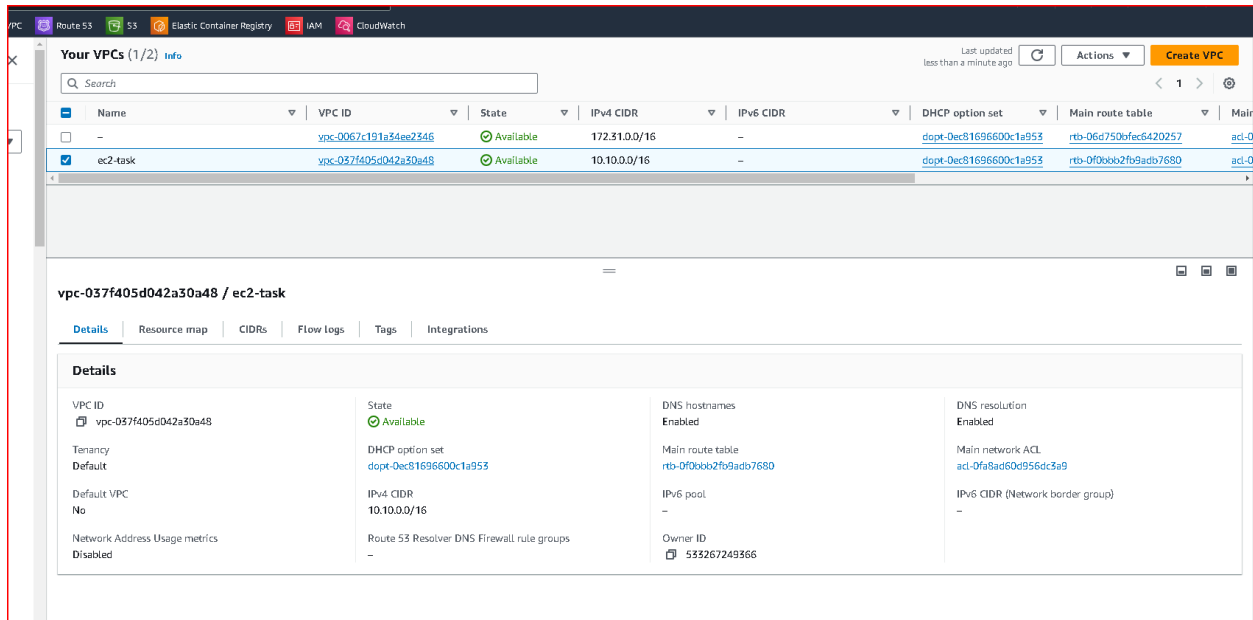 VPC Route 53 S3 Elastic Container Registry IAM CloudWatch
Your VPCs (1/2) Info
Last updated
less than a minute ago
Actions
Create VPC
Search
1
Name VPC ID State IPv4 CIDR IPv6 CIDR DHCP option set Main route table Main
– vpc-0067c191a34ee2346 Available 172.31.0.0/16 – dopt-0ec81696600c1a953 rtb-06d750bfec6420257 acl-0
ec2-task vpc-037f405d042a30a48 Available 10.10.0.0/16 – dopt-0ec81696600c1a953 rtb-0f0bbb2fb9adb7680 acl-0
vpc-037f405d042a30a48 / ec2-task
Details Resource map CIDRs Flow logs Tags Integrations
Details
VPC ID State DNS hostnames DNS resolution
vpc-037f405d042a30a48 Available Enabled Enabled
Tenancy DHCP option set Main route table Main network ACL
Default dopt-0ec81696600c1a953 rtb-0f0bbb2fb9adb7680 acl-0fa8ad60d956dc3a9
Default VPC IPv4 CIDR IPv6 pool IPv6 CIDR (Network border group)
No 10.10.0.0/16 – –
Network Address Usage metrics Route 53 Resolver DNS Firewall rule groups Owner ID
Disabled – 533267249366